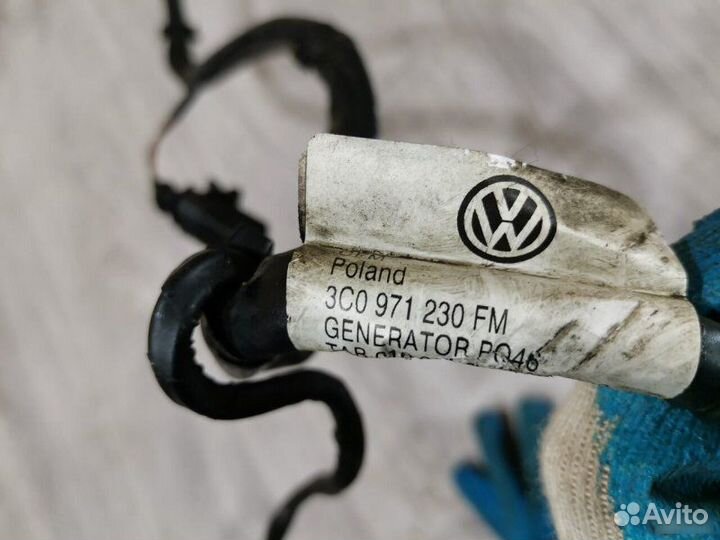 Poland
3C0 971 230 FM
GENERATOR PQ46
Avito